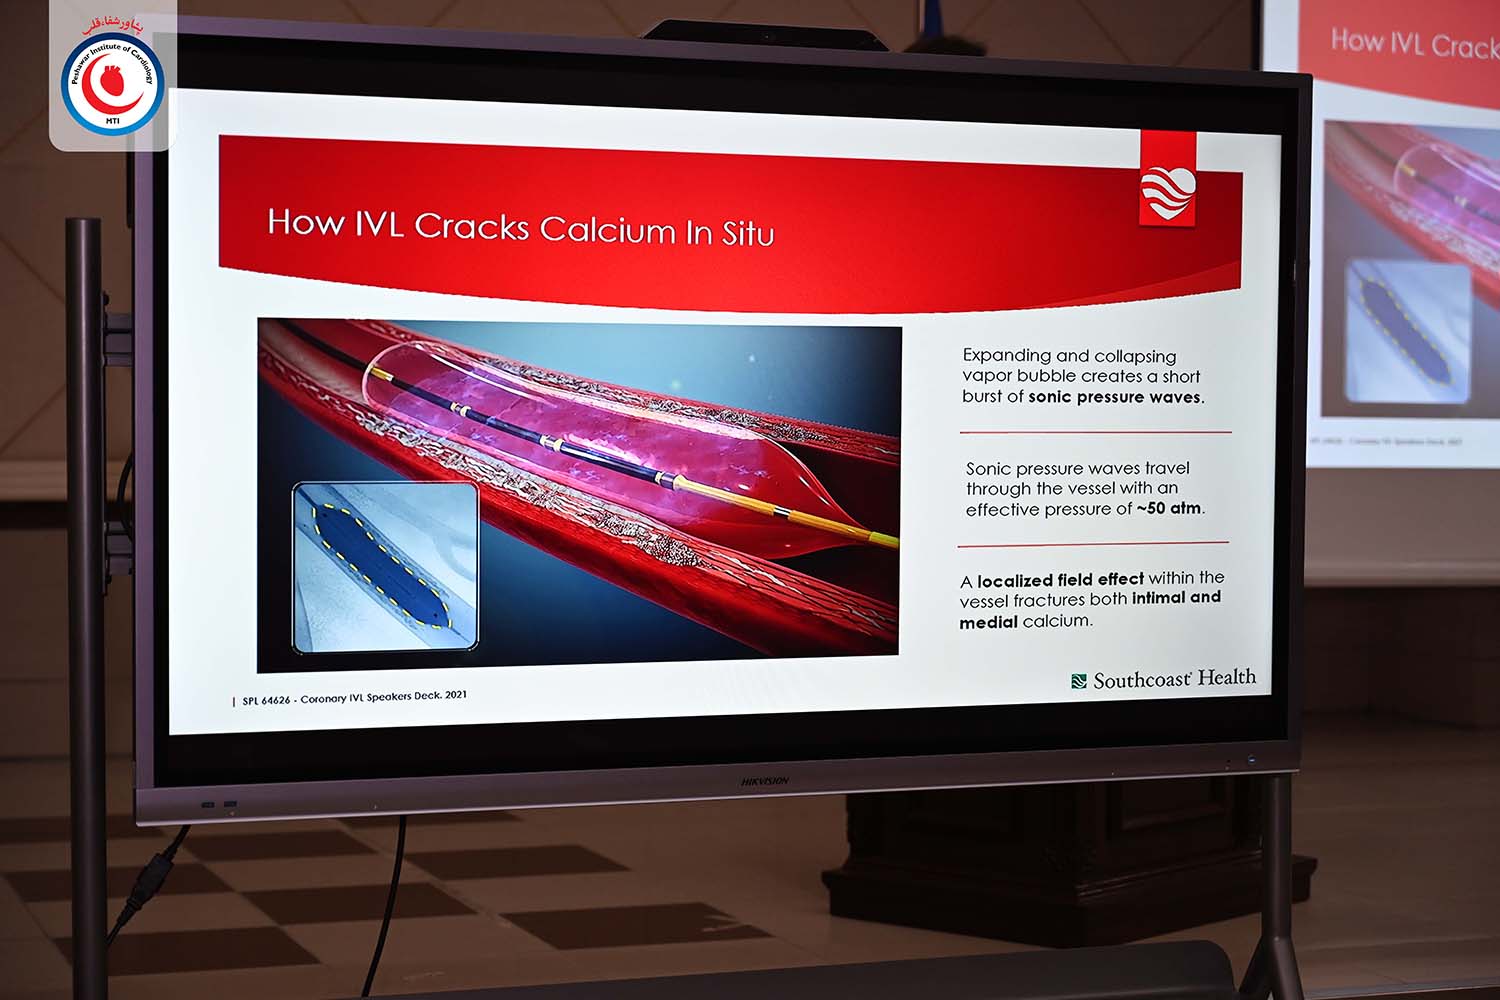 پشاور شفاء قلب
Peshawar Institute of Cardiology
MTI
How IVL Cracks Calcium In Situ
Expanding and collapsing
vapor bubble creates a short
burst of sonic pressure waves.
Sonic pressure waves travel
through the vessel with an
effective pressure of ~50 atm.
A localized field effect within the
vessel fractures both intimal and
medial calcium.
SPL 64626 - Coronary IVL Speakers Deck. 2021
Southcoast Health
HIKVISION
How IVL Crack